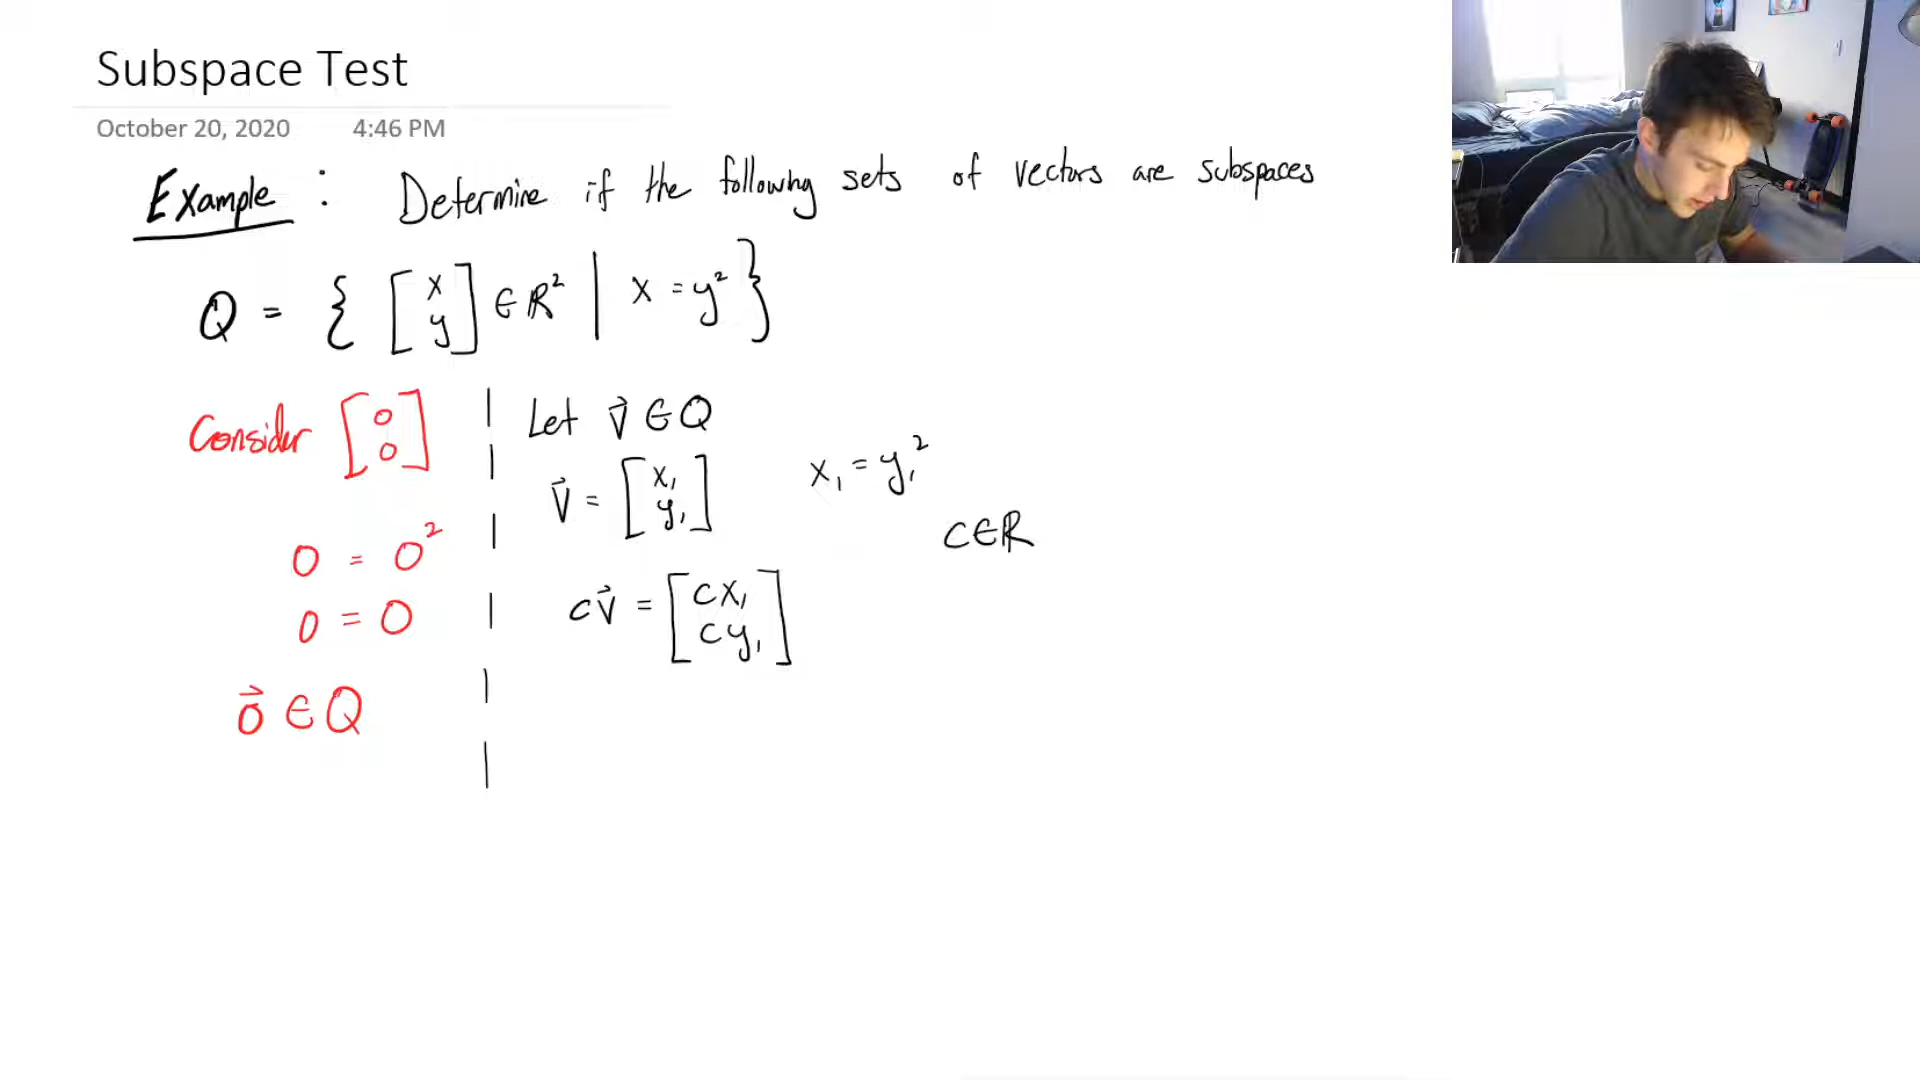 Subspace Test
October 20, 2020 4:46 PM
Example : Determine if the following sets of vectors are subspaces
Q = { [x y] ∈ ℝ² | x = y² }
Consider [0 0]
0 = 0²
0 = 0
0⃗ ∈ Q
Let v⃗ ∈ Q
v⃗ = [x₁ y₁] x₁ = y₁²
c ∈ ℝ
cv⃗ = [cx₁ cy₁]